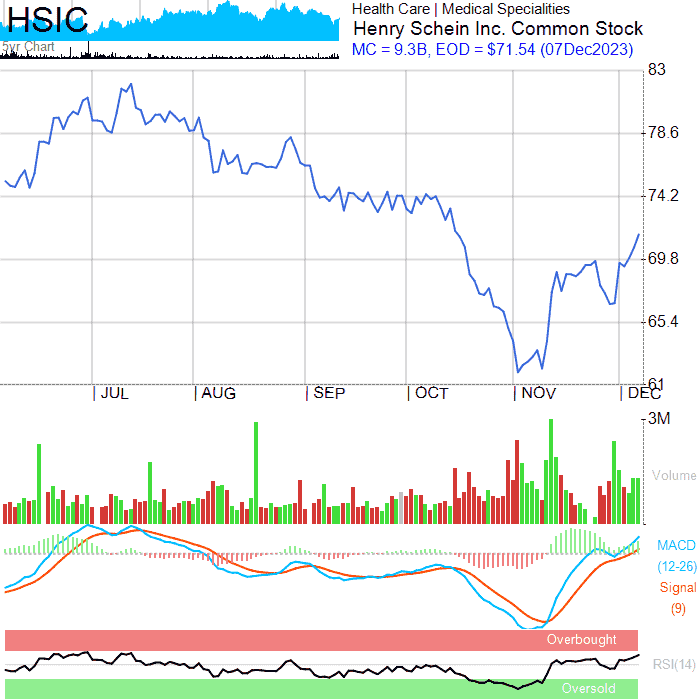 HSIC
5yr Chart
Health Care | Medical Specialities
Henry Schein Inc. Common Stock
MC = 9.3B, EOD = $71.54 (07Dec2023)
83
78.6
74.2
69.8
65.4
61
JUL AUG SEP OCT NOV DEC
3M
Volume
MACD
(12-26)
Signal
(9)
Overbought
RSI(14)
Oversold